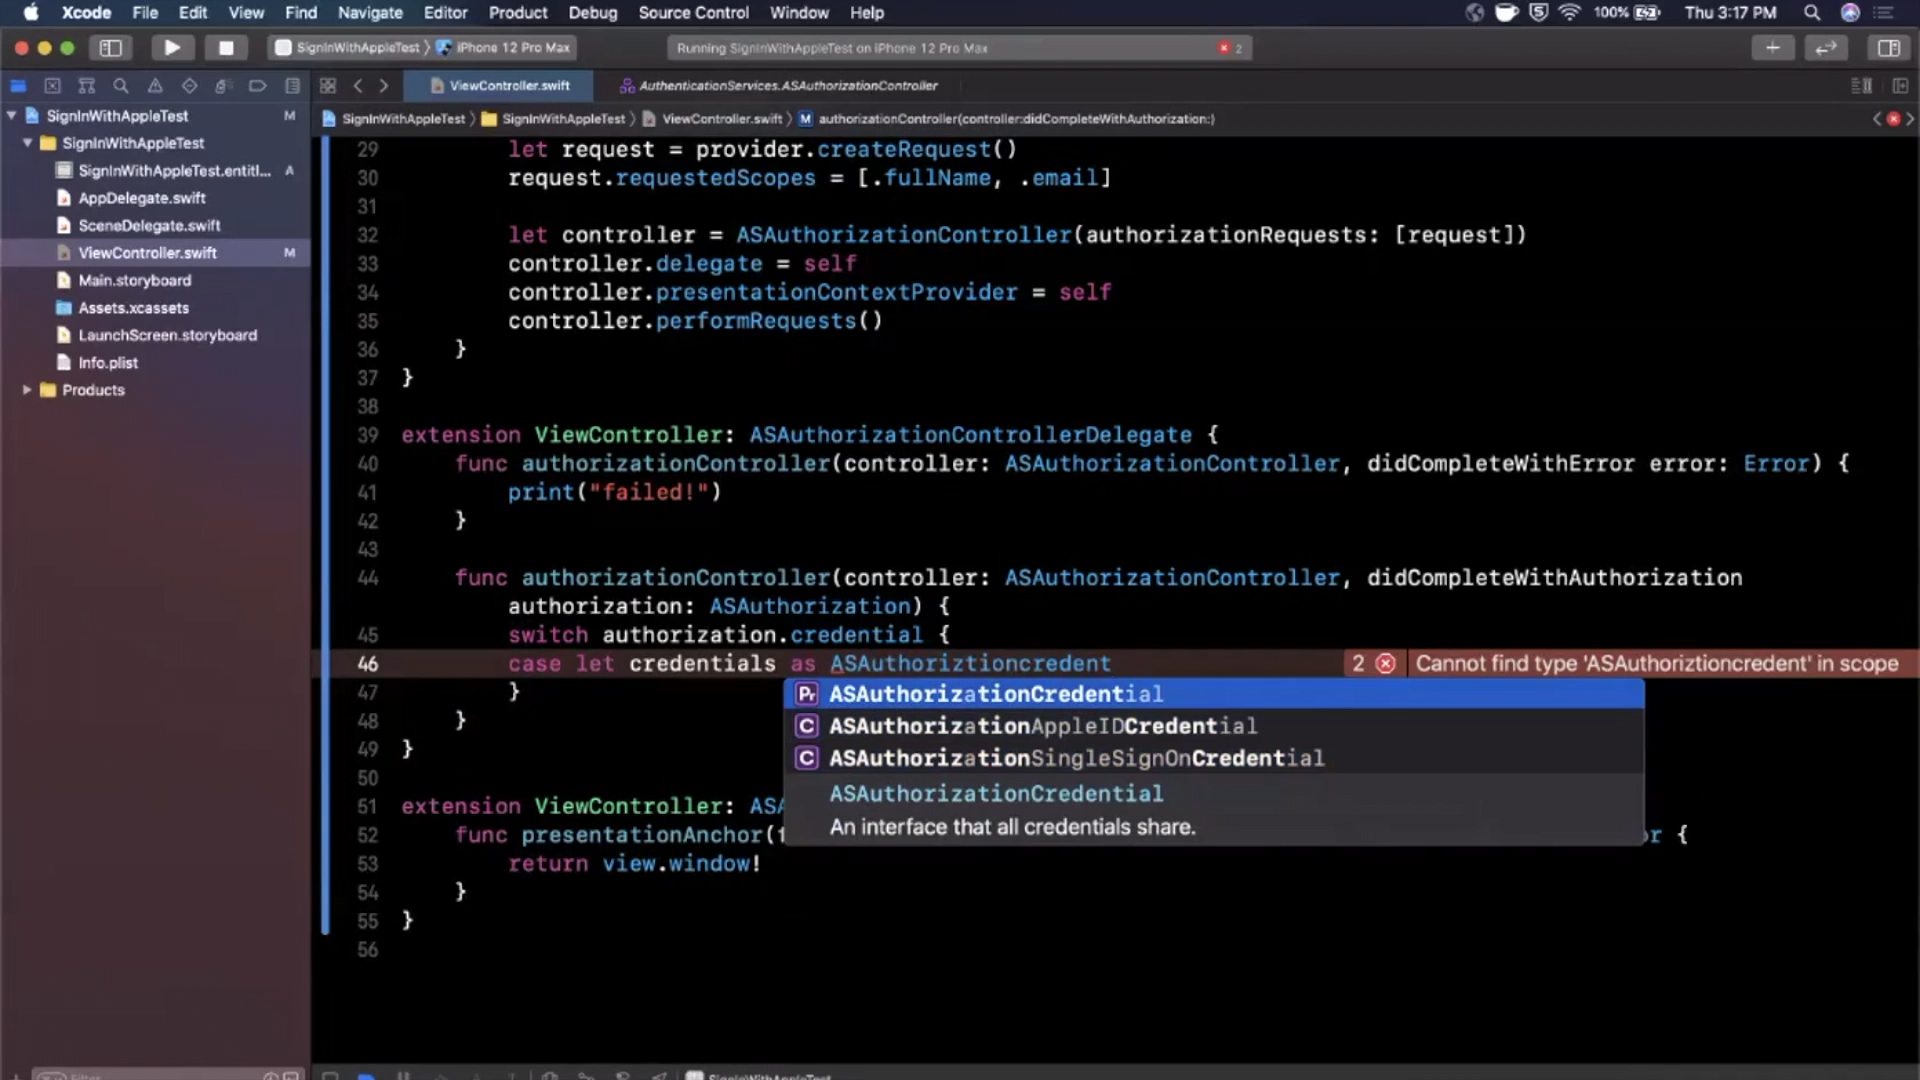 Xcode File Edit View Find Navigate Editor Product Debug Source Control Window Help 100% Thu 3:17 PM
SignInWithAppleTest 〉 iPhone 12 Pro Max Running SignInWithAppleTest on iPhone 12 Pro Max 2
ViewController.swift AuthenticationServices.ASAuthorizationController
SignInWithAppleTest M
SignInWithAppleTest 〉 SignInWithAppleTest 〉 ViewController.swift 〉 M authorizationController(controller:didCompleteWithAuthorization:)
SignInWithAppleTest
SignInWithAppleTest.entitl... A
AppDelegate.swift
SceneDelegate.swift
ViewController.swift M
Main.storyboard
Assets.xcassets
LaunchScreen.storyboard
Info.plist
Products
29 let request = provider.createRequest()
30 request.requestedScopes = [.fullName, .email]
31
32 let controller = ASAuthorizationController(authorizationRequests: [request])
33 controller.delegate = self
34 controller.presentationContextProvider = self
35 controller.performRequests()
36 }
37 }
38
39 extension ViewController: ASAuthorizationControllerDelegate {
40 func authorizationController(controller: ASAuthorizationController, didCompleteWithError error: Error) {
41 print("failed!")
42 }
43
44 func authorizationController(controller: ASAuthorizationController, didCompleteWithAuthorization
authorization: ASAuthorization) {
45 switch authorization.credential {
46 case let credentials as ASAuthoriztioncredent 2 Cannot find type 'ASAuthoriztioncredent' in scope
47 }
Pr ASAuthorizationCredential
C ASAuthorizationAppleIDCredential
C ASAuthorizationSingleSignOnCredential
ASAuthorizationCredential
An interface that all credentials share.
48 }
49 }
50
51 extension ViewController: ASA
52 func presentationAnchor( {
53 return view.window!
54 }
55 }
56
Filter
SignInWithAppleTest